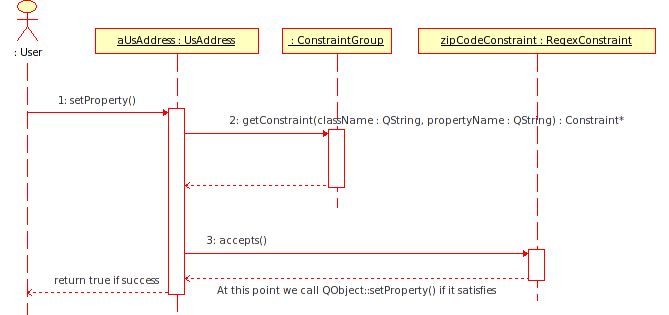 : User
aUsAddress : UsAddress
: ConstraintGroup
zipCodeConstraint : RegexConstraint
1: setProperty()
2: getConstraint(className : QString, propertyName : QString) : Constraint*
3: accepts()
return true if success
At this point we call QObject::setProperty() if it satisfies